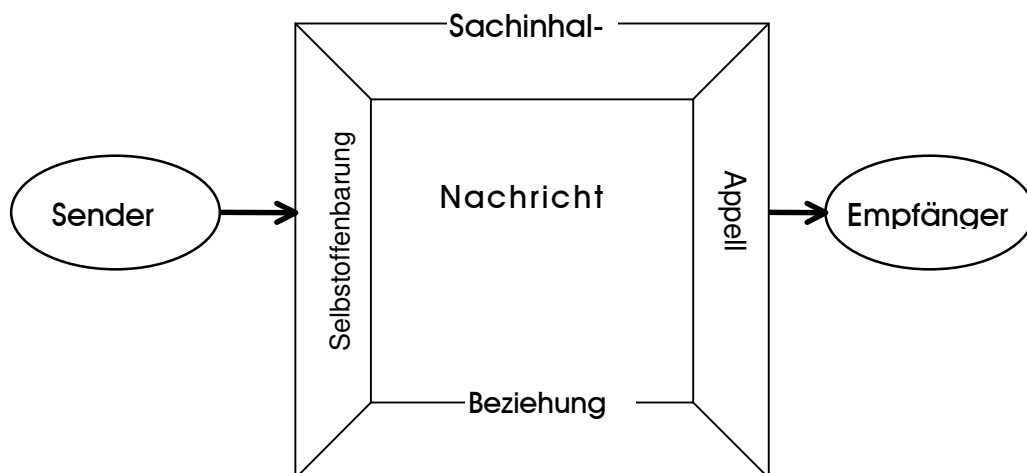 Sachinhal-
Selbstoffenbarung
Nachricht
Appell
Sender
Empfänger
Beziehung